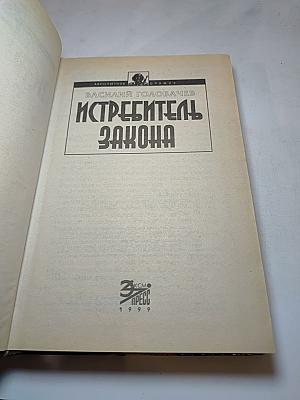 ВАСИЛИЙ ГОЛОВАЧЕВ
ИСТРЕБИТЕЛЬ
ЗАКОНА
ЭКСМО
ПРЕСС
1999